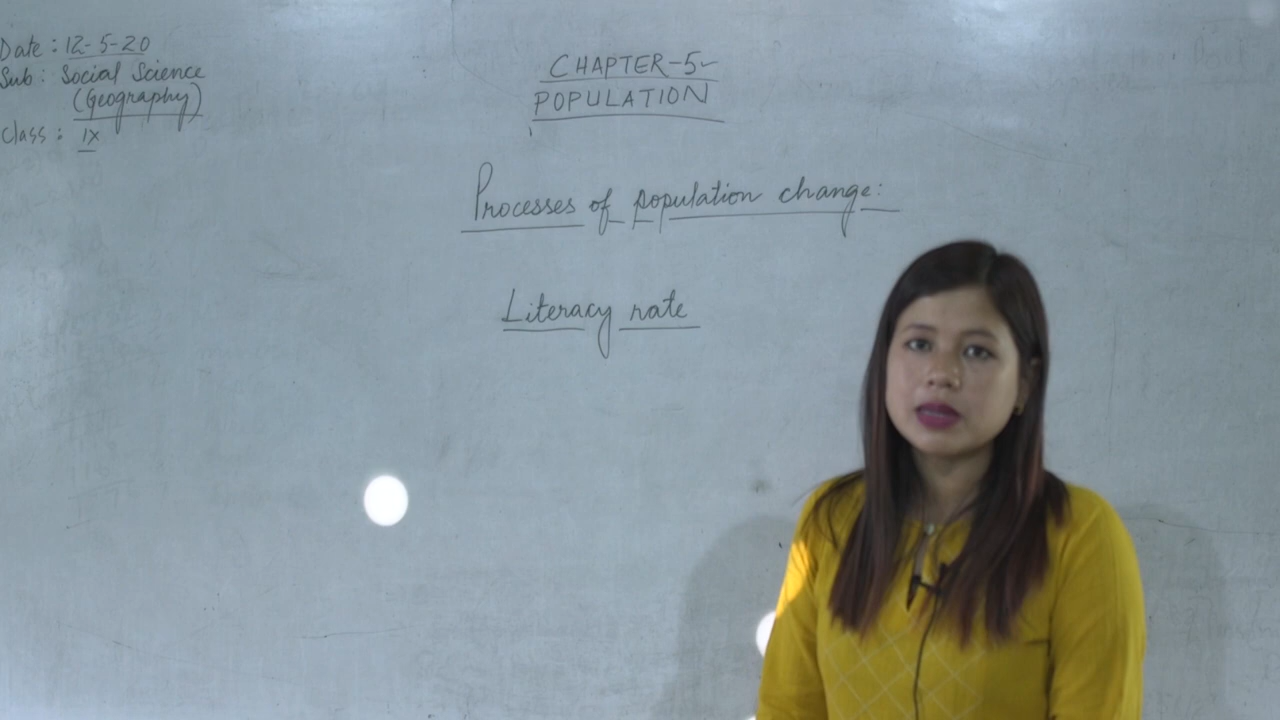 Date : 12-5-20
Sub : Social Science
(Geography)
Class : IX
CHAPTER-5
POPULATION
Processes of population change:
Literacy rate